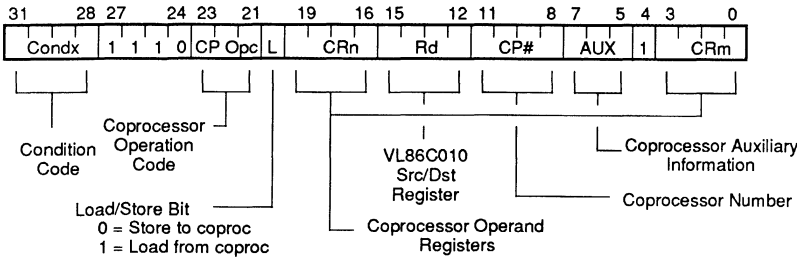 31 28 27 24 23 21 19 16 15 12 11 8 7 5 4 3 0
Condx 1 1 1 0 CP Opc L CRn Rd CP# AUX 1 CRm
Condition
Code
Coprocessor
Operation
Code
VL86C010
Src/Dst
Register
Coprocessor Auxiliary
Information
Load/Store Bit
0 = Store to coproc
1 = Load from coproc
Coprocessor Operand
Registers
Coprocessor Number